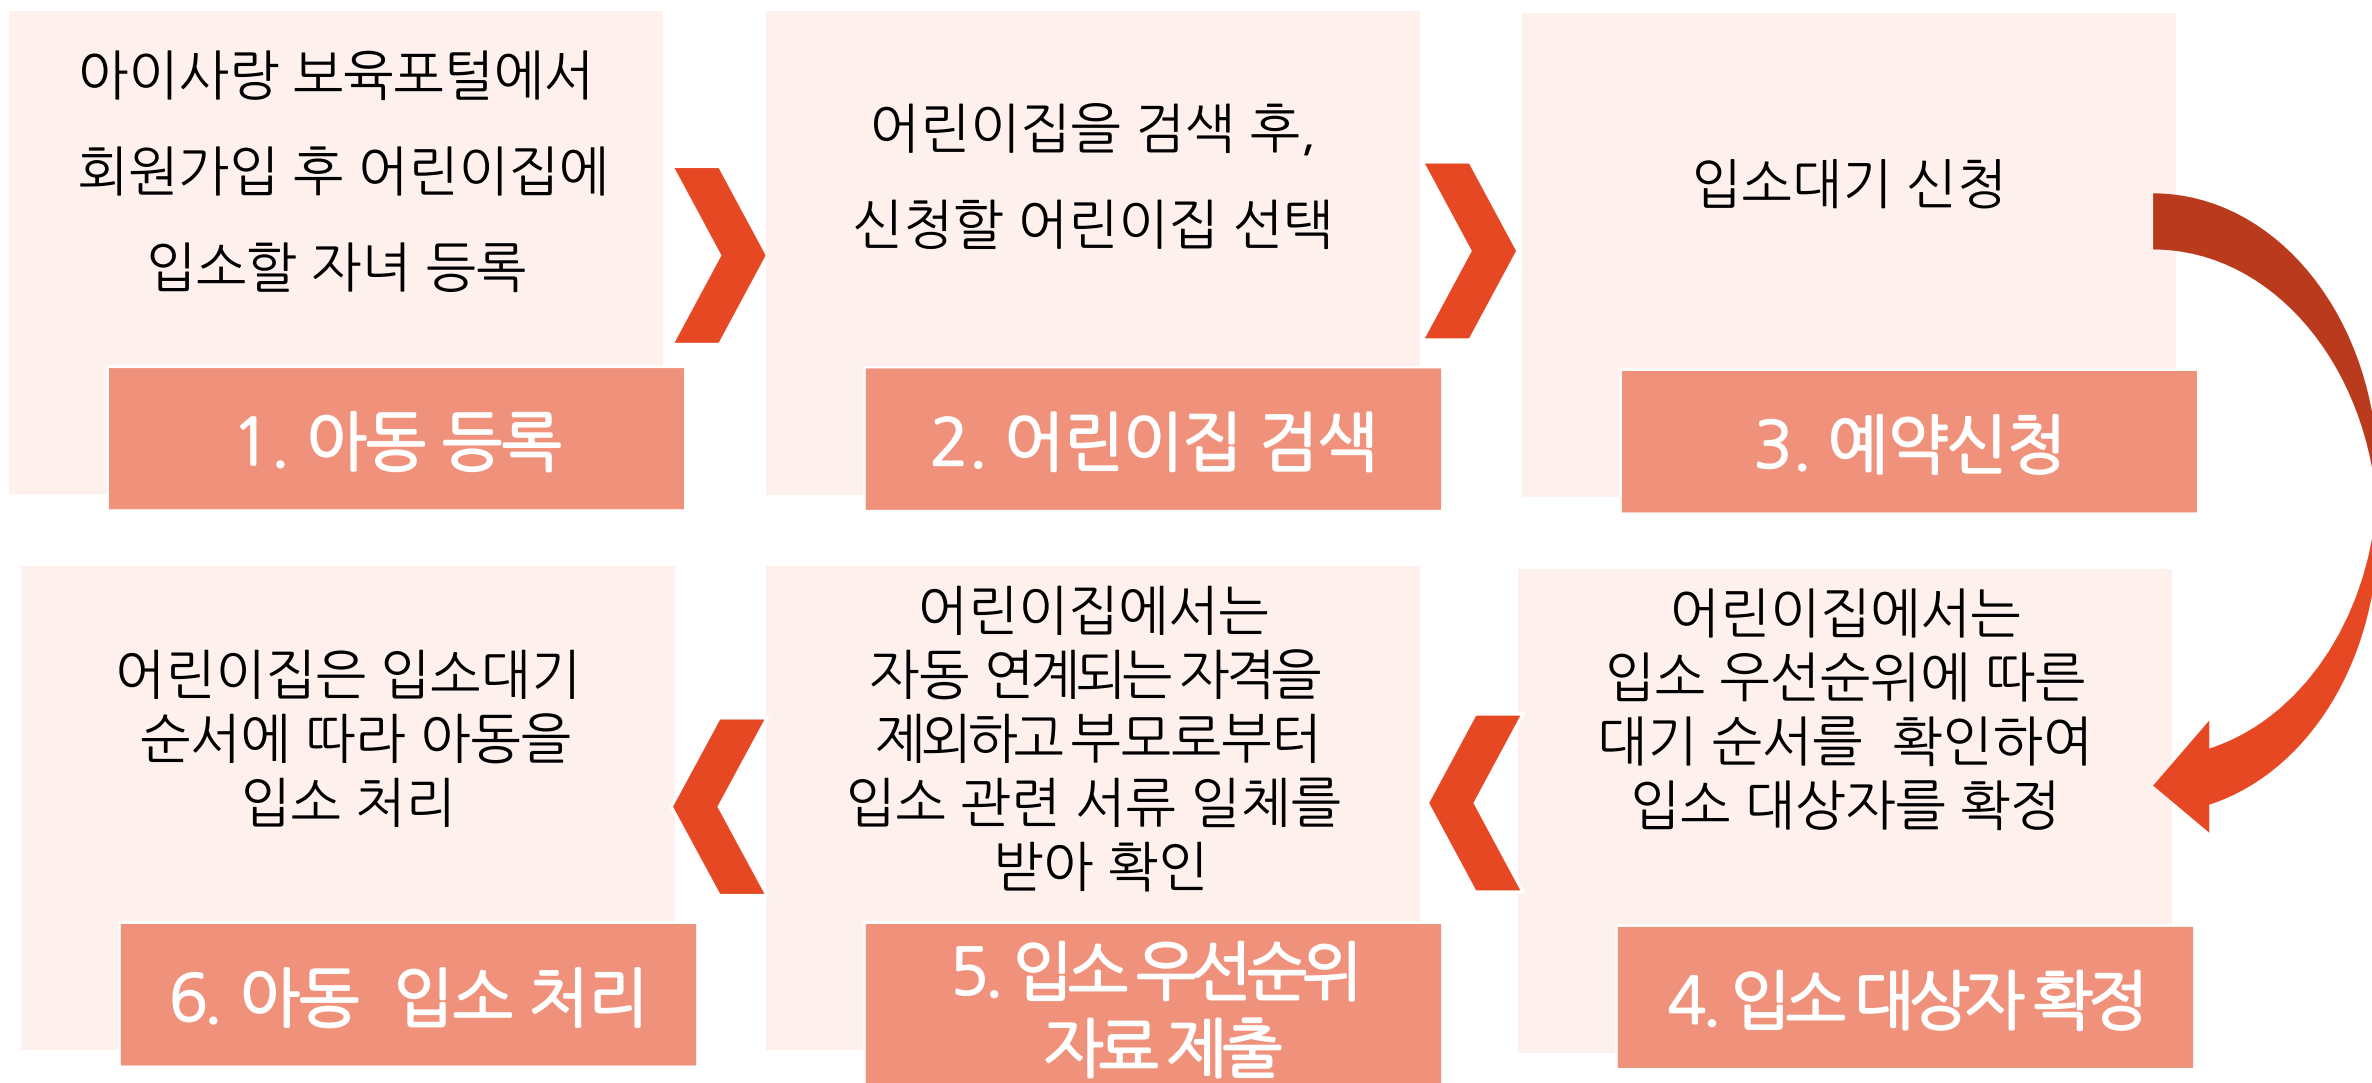 아이사랑 보육포털에서
회원가입 후 어린이집에
입소할 자녀 등록
1. 아동 등록
어린이집을 검색 후,
신청할 어린이집 선택
2. 어린이집 검색
입소대기 신청
3. 예약신청
어린이집에서는
입소 우선순위에 따른
대기 순서를 확인하여
입소 대상자를 확정
4. 입소 대상자 확정
어린이집에서는
자동 연계되는 자격을
제외하고 부모로부터
입소 관련 서류 일체를
받아 확인
5. 입소 우선순위
자료 제출
어린이집은 입소대기
순서에 따라 아동을
입소 처리
6. 아동 입소 처리